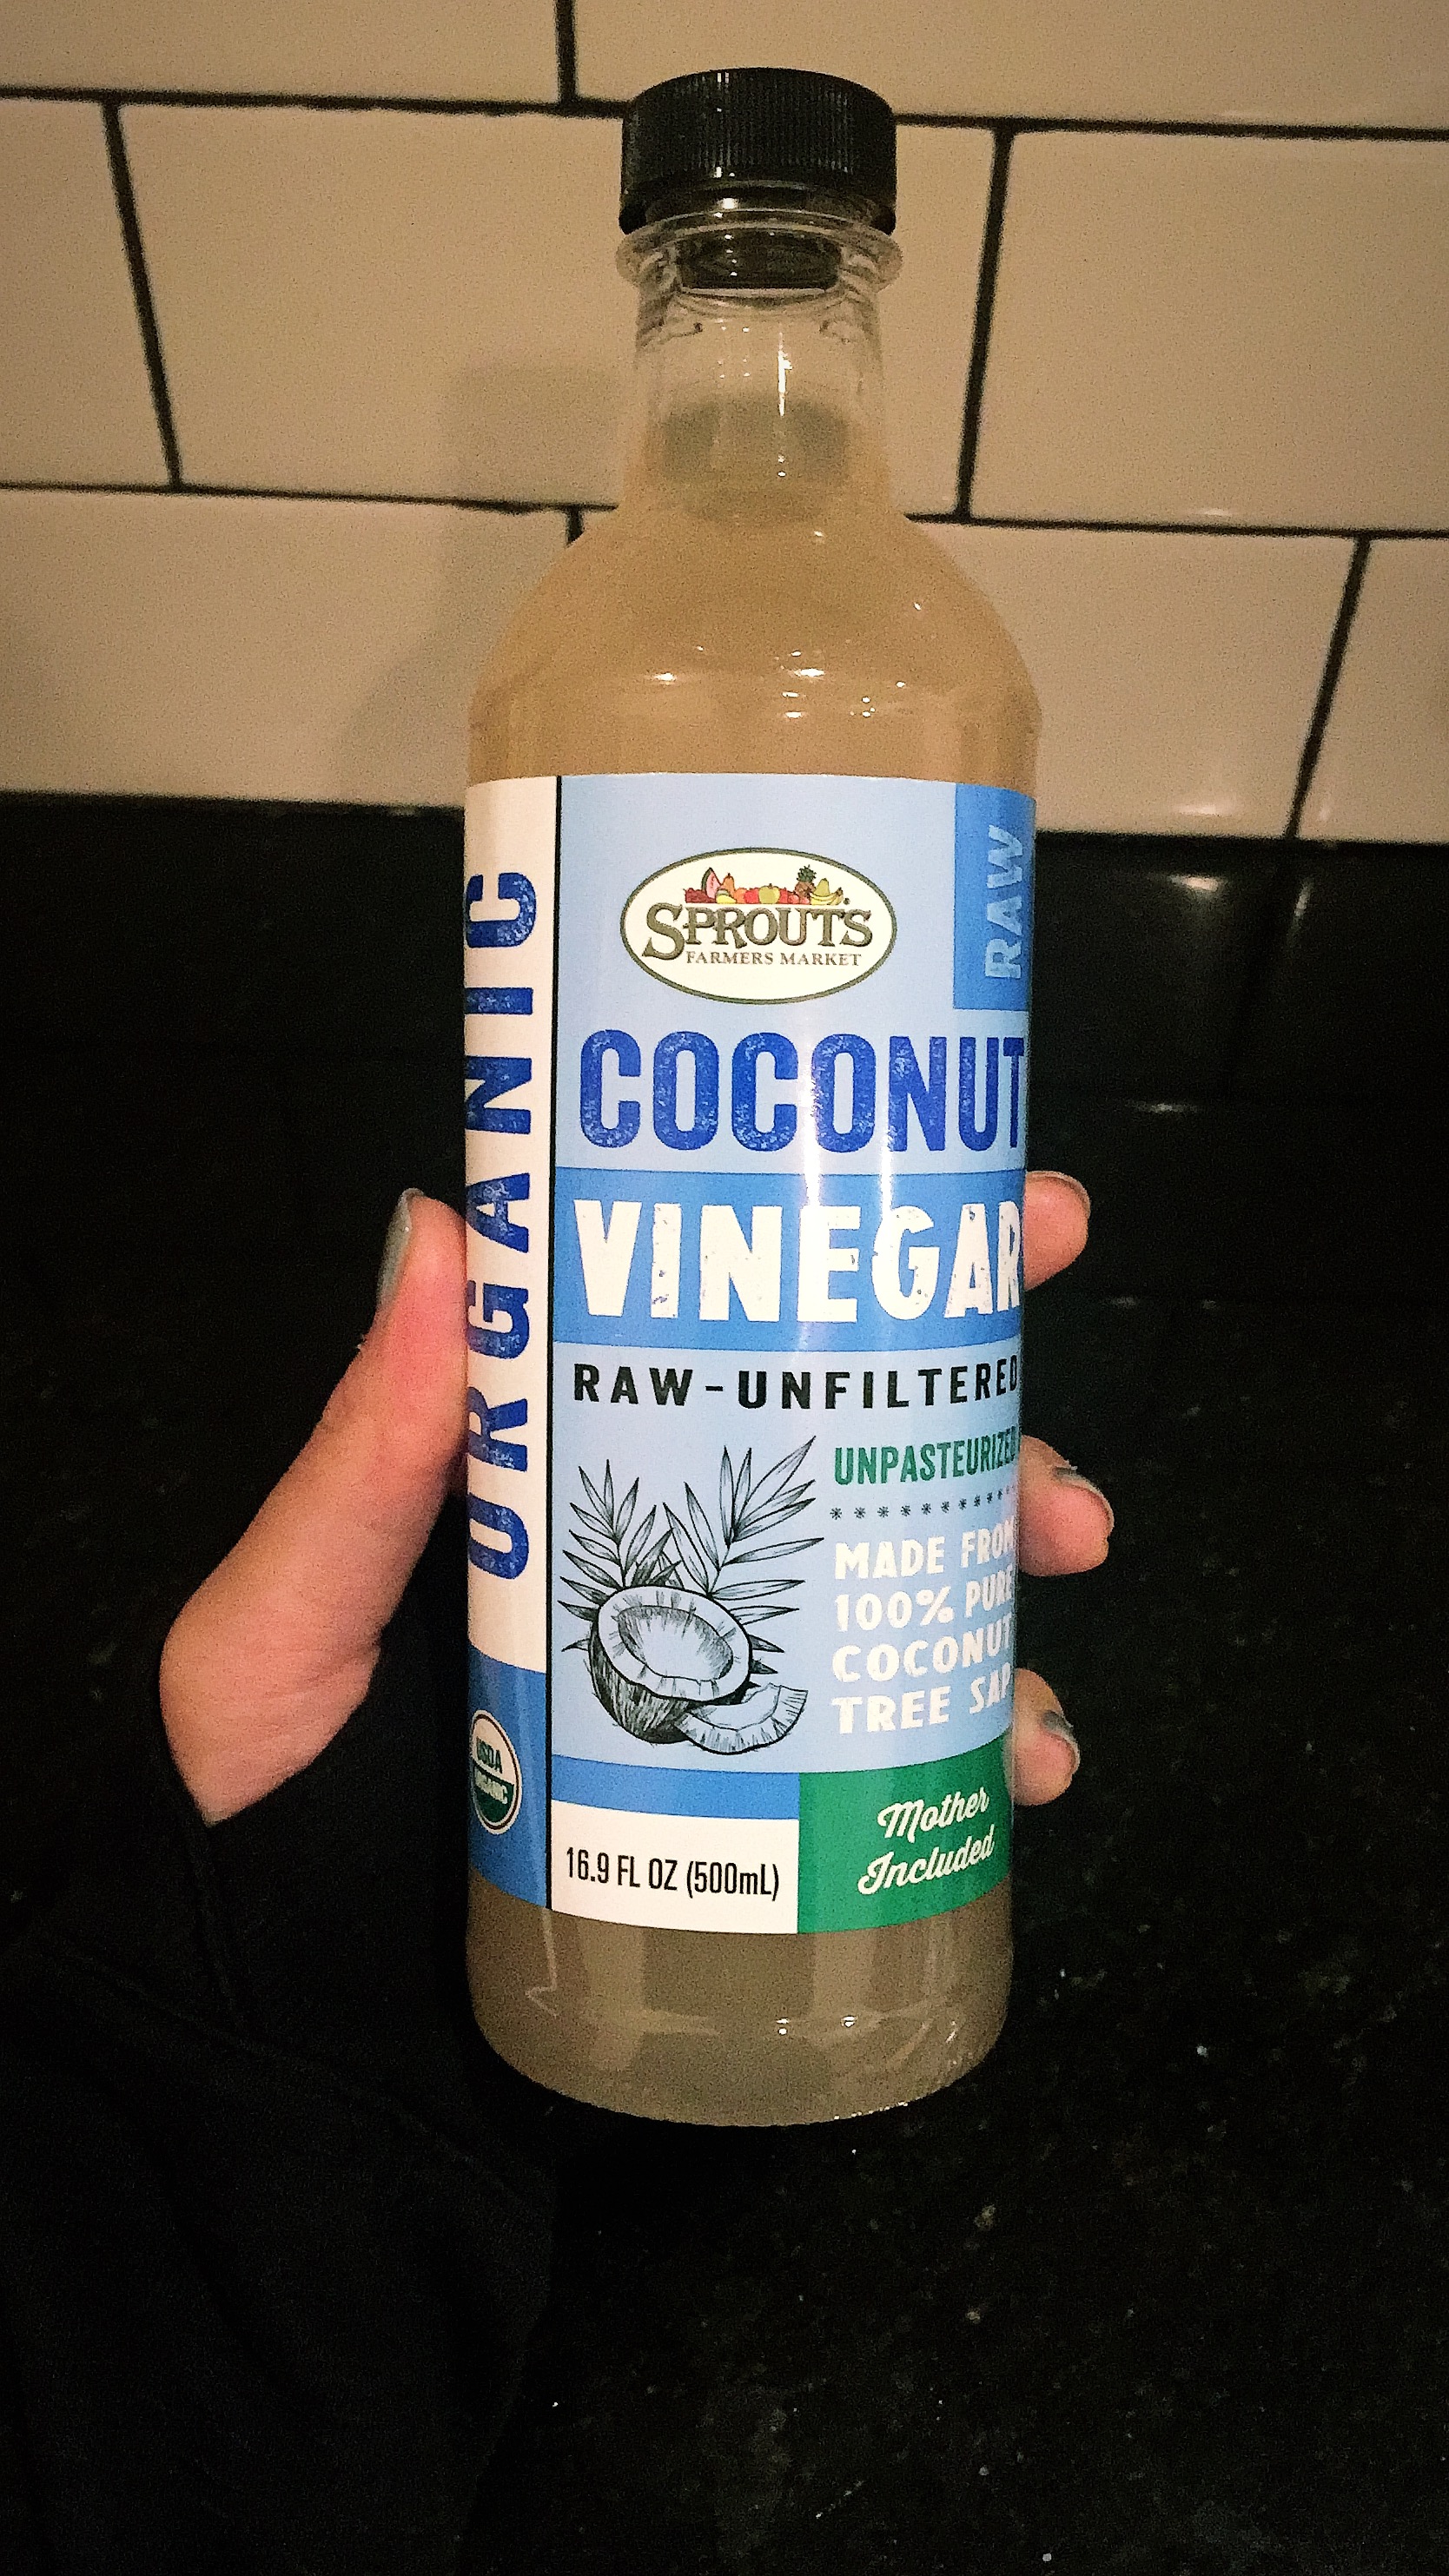 ORGANIC
SPROUTS
FARMERS MARKET
RAW
COCONUT
VINEGAR
RAW-UNFILTERED
UNPASTEURIZED
MADE FROM
100% PURE
COCONUT
TREE SAP
USDA
ORGANIC
16.9 FL OZ (500mL)
Mother
Included